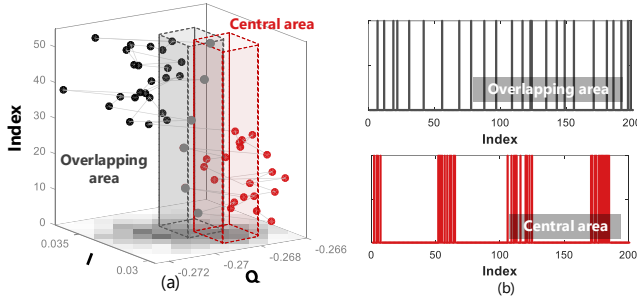 Central area
50
40
30
20
10
0
Index
Overlapping
area
0.035
0.03
I
-0.272
-0.27
-0.268
-0.266
Q
(a)
Overlapping area
0 50 100 150 200
Index
Central area
0 50 100 150 200
Index
(b)